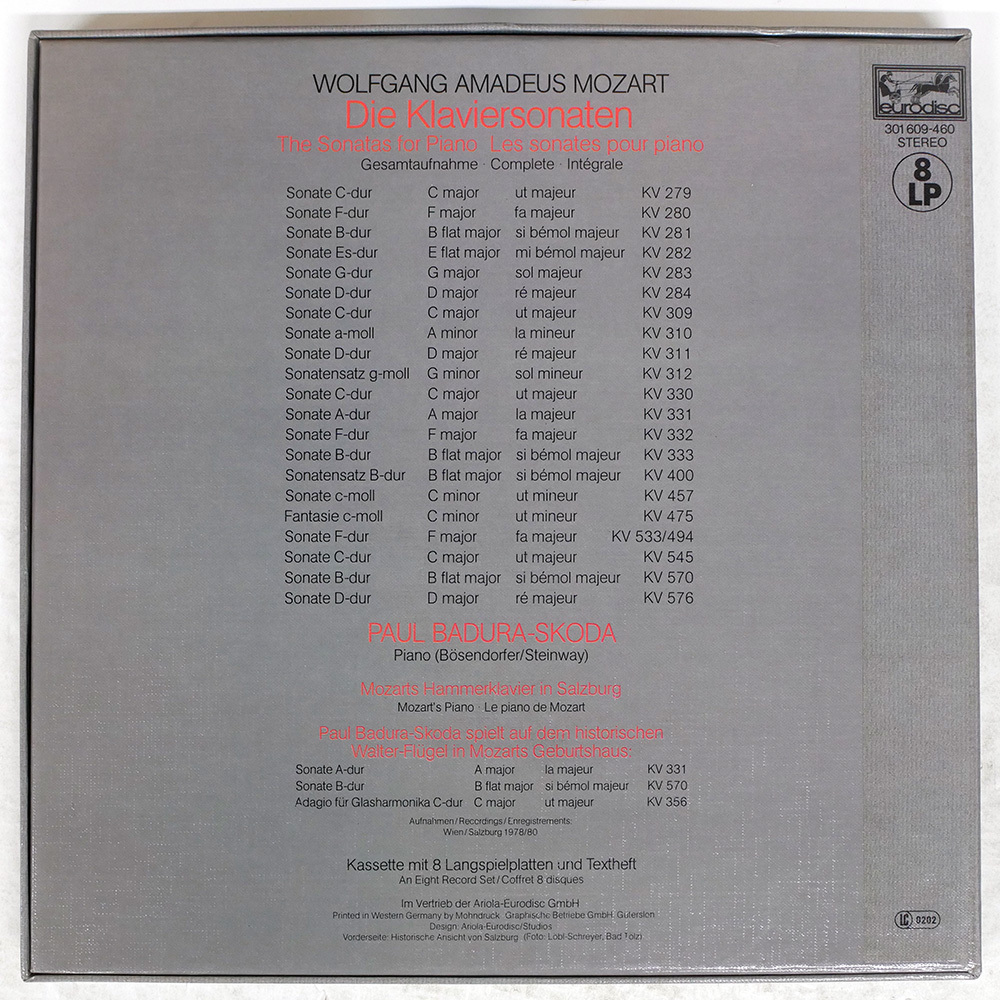 WOLFGANG AMADEUS MOZART
Die Klaviersonaten
The Sonatas for Piano · Les sonates pour piano
Gesamtaufnahme · Complete · Intégrale
eurodisc
301 609-460
STEREO
8
LP
Sonate C-dur C major ut majeur KV 279
Sonate F-dur F major fa majeur KV 280
Sonate B-dur B flat major si bémol majeur KV 281
Sonate Es-dur E flat major mi bémol majeur KV 282
Sonate G-dur G major sol majeur KV 283
Sonate D-dur D major ré majeur KV 284
Sonate C-dur C major ut majeur KV 309
Sonate a-moll A minor la mineur KV 310
Sonate D-dur D major ré majeur KV 311
Sonatensatz g-moll G minor sol mineur KV 312
Sonate C-dur C major ut majeur KV 330
Sonate A-dur A major la majeur KV 331
Sonate F-dur F major fa majeur KV 332
Sonate B-dur B flat major si bémol majeur KV 333
Sonatensatz B-dur B flat major si bémol majeur KV 400
Sonate c-moll C minor ut mineur KV 457
Fantasie c-moll C minor ut mineur KV 475
Sonate F-dur F major fa majeur KV 533/494
Sonate C-dur C major ut majeur KV 545
Sonate B-dur B flat major si bémol majeur KV 570
Sonate D-dur D major ré majeur KV 576
PAUL BADURA-SKODA
Piano (Bösendorfer/Steinway)
Mozarts Hammerklavier in Salzburg
Mozart's Piano · Le piano de Mozart
Paul Badura-Skoda spielt auf dem historischen
Walter-Flügel in Mozarts Geburtshaus:
Sonate A-dur A major la majeur KV 331
Sonate B-dur B flat major si bémol majeur KV 570
Adagio für Glasharmonika C-dur C major ut majeur KV 356
Aufnahmen/Recordings/Enregistrements:
Wien/Salzburg 1978/80
Kassette mit 8 Langspielplatten und Textheft
An Eight Record Set/Coffret 8 disques
Im Vertrieb der Ariola-Eurodisc GmbH
Printed in Western Germany by Mohndruck Graphische Betriebe GmbH, Gütersloh
Design: Ariola-Eurodisc/Studios
Vorderseite: Historische Ansicht von Salzburg (Foto: Löbl-Schreyer, Bad Tölz)
LC 0202